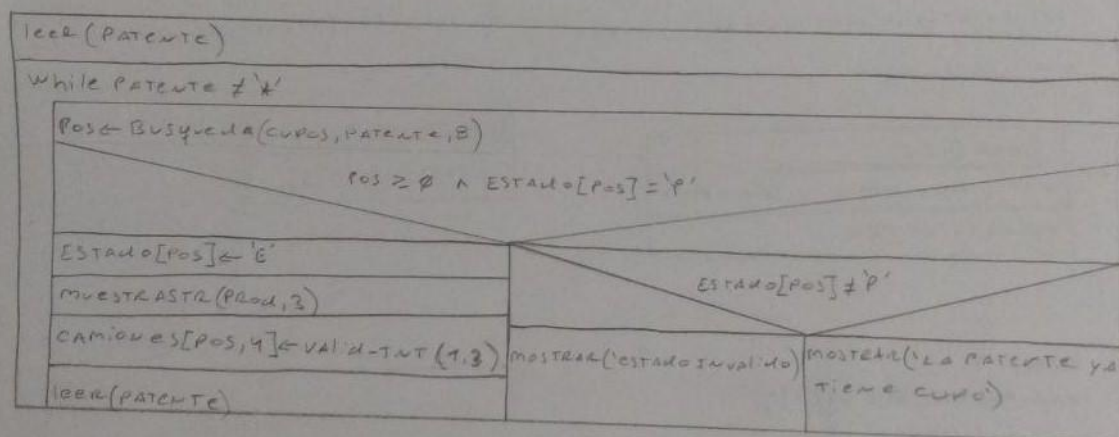 leer (PATENTE)
While PATENTE ≠ '*'
POS ← BUSQUEDA (CUPOS, PATENTE, 8)
POS ≥ ø ∧ ESTADO[POS] = 'P'
ESTADO[POS] ← 'E'
ESTADO[POS] ≠ 'P'
MUESTRASTR (PROD, 3)
CAMIONES[POS, 4] ← VALID-INT (1,3)
MOSTRAR('ESTADO INVALIDO)
MOSTRAR('LA PATENTE YA
TIENE CUPO')
leer (PATENTE)